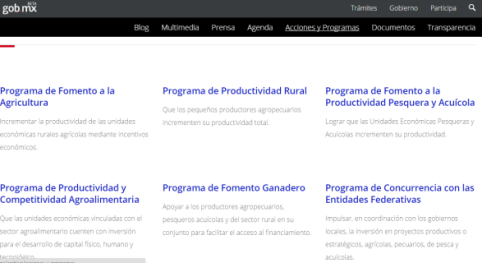 gob mx
BETA
Trámites Gobierno Participa
Blog Multimedia Prensa Agenda Acciones y Programas Documentos Transparencia
Programa de Fomento a la
Agricultura
Incrementar la productividad de las unidades
económicas rurales agrícolas mediante incentivos
económicos.
Programa de Productividad Rural
Que los pequeños productores agropecuarios
incrementen su productividad total.
Programa de Fomento a la
Productividad Pesquera y Acuícola
Lograr que las Unidades Económicas Pesqueras y
Acuícolas incrementen su productividad.
Programa de Productividad y
Competitividad Agroalimentaria
Que las unidades económicas vinculadas con el
sector agroalimentario cuenten con inversión
para el desarrollo de capital físico, humano y
tecnológico
Programa de Fomento Ganadero
Apoyar a los productores agropecuarios,
pesqueros acuícolas y del sector rural en su
conjunto para facilitar el acceso al financiamiento.
Programa de Concurrencia con las
Entidades Federativas
Impulsar, en coordinación con los gobiernos
locales, la inversión en proyectos productivos o
estratégicos, agrícolas, pecuarios, de pesca y
acuícolas.